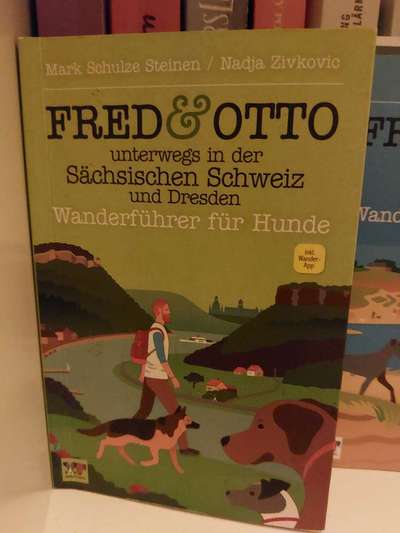 Mark Schulze Steinen / Nadja Zivkovic
FRED & OTTO
unterwegs in der
Sächsischen Schweiz
und Dresden
Wanderführer für Hunde
inkl.
Wander-
App